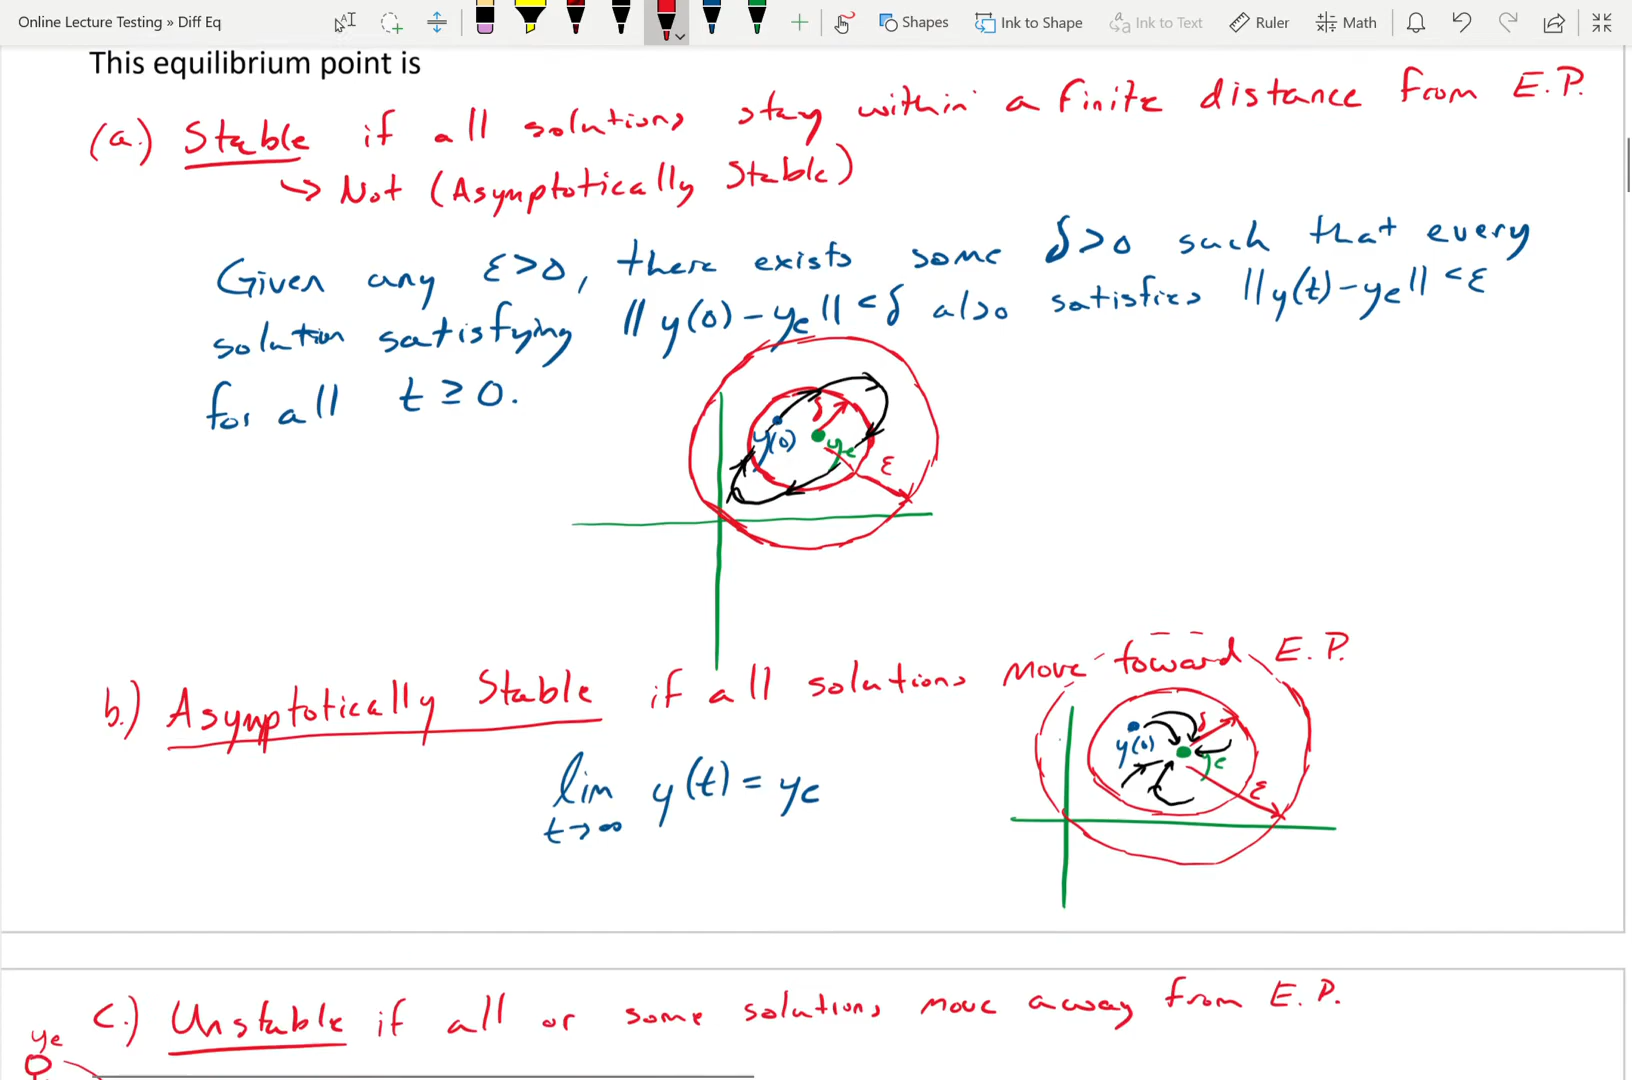 Online Lecture Testing » Diff Eq
Shapes Ink to Shape Ink to Text Ruler Math
This equilibrium point is
(a.) Stable if all solutions stay within a finite distance from E.P.
→ Not (Asymptotically Stable)
Given any ε>0, there exists some δ>0 such that every
solution satisfying ||y(0)-ye||<δ also satisfies ||y(t)-ye||<ε
for all t≥0.
δ
y(0)
ye
ε
b.) Asymptotically Stable if all solutions move toward E.P.
lim y(t)=ye
t→∞
δ
y(0)
ye
ε
c.) Unstable if all or some solutions move away from E.P.
ye